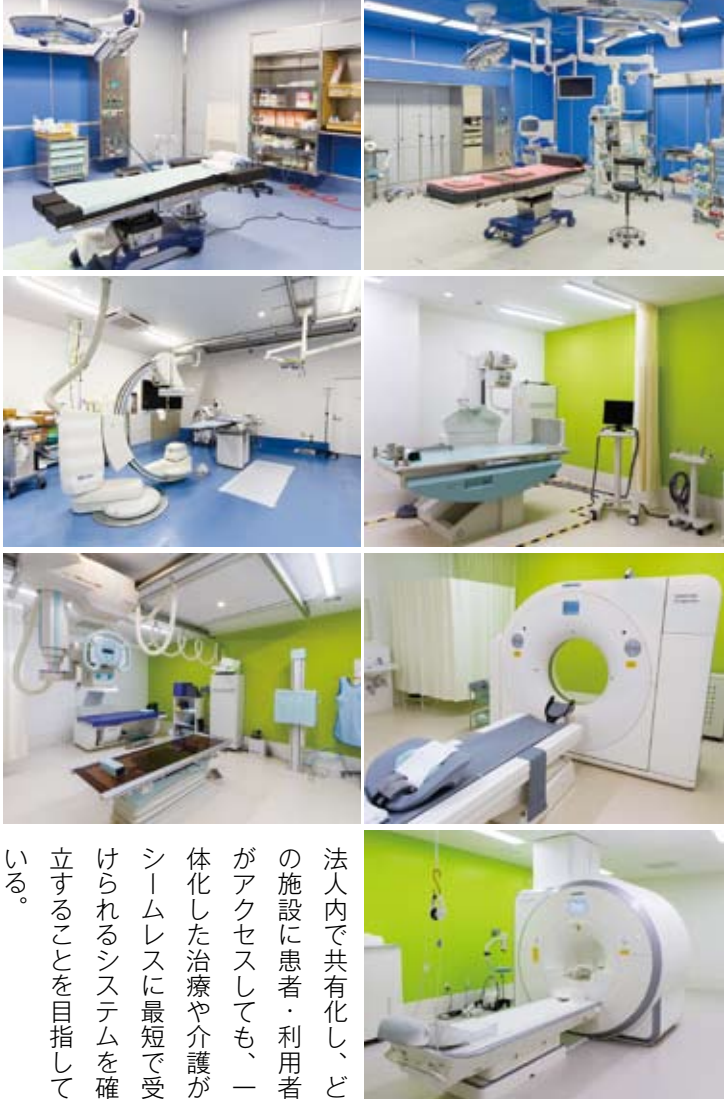 法人内で共有化し、ど
の施設に患者・利用者
がアクセスしても、一
体化した治療や介護が
シームレスに最短で受
けられるシステムを確
立することを目指して
いる。